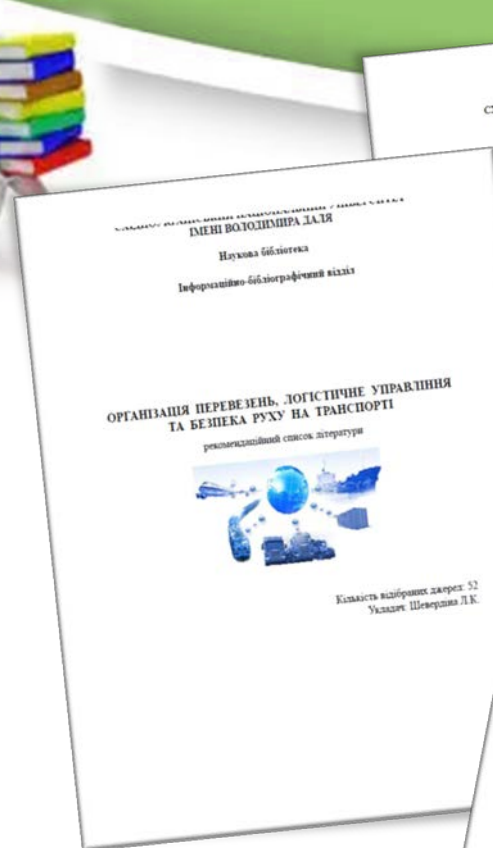 ІМЕНІ ВОЛОДИМИРА ДАЛЯ
Наукова бібліотека
Інформаційно-бібліографічний відділ
ОРГАНІЗАЦІЯ ПЕРЕВЕЗЕНЬ, ЛОГІСТИЧНЕ УПРАВЛІННЯ
ТА БЕЗПЕКА РУХУ НА ТРАНСПОРТІ
рекомендаційний список літератури
Кількість відібраних джерел: 52
Укладач: Шевердіна Л.К.